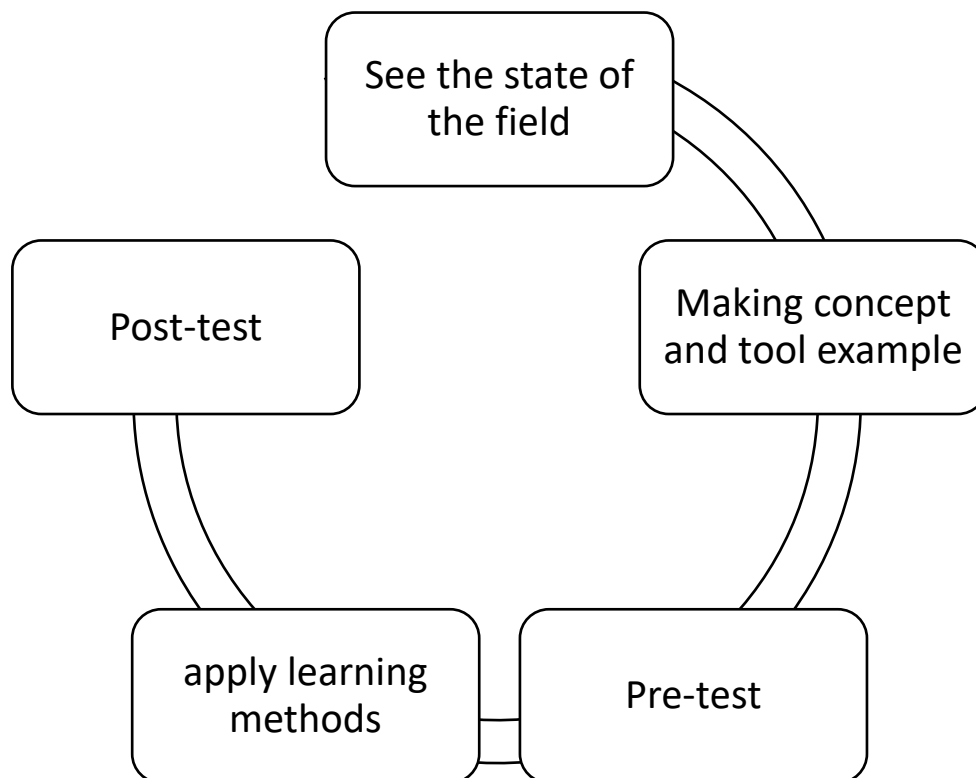 See the state of
the field
Making concept
and tool example
Pre-test
apply learning
methods
Post-test